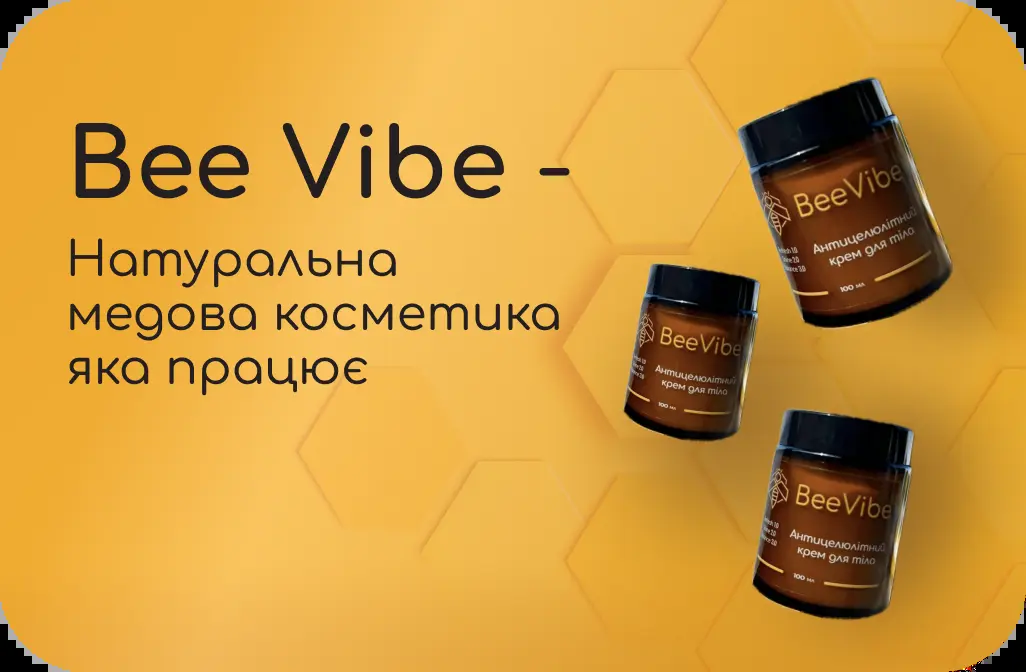 Bee Vibe -
Натуральна
медова косметика
яка працює
BeeVibe
Антицелюлітний
крем для тіла
100 мл
BeeVibe
Антицелюлітний
крем для тіла
100 мл
BeeVibe
Антицелюлітний
крем для тіла
100 мл